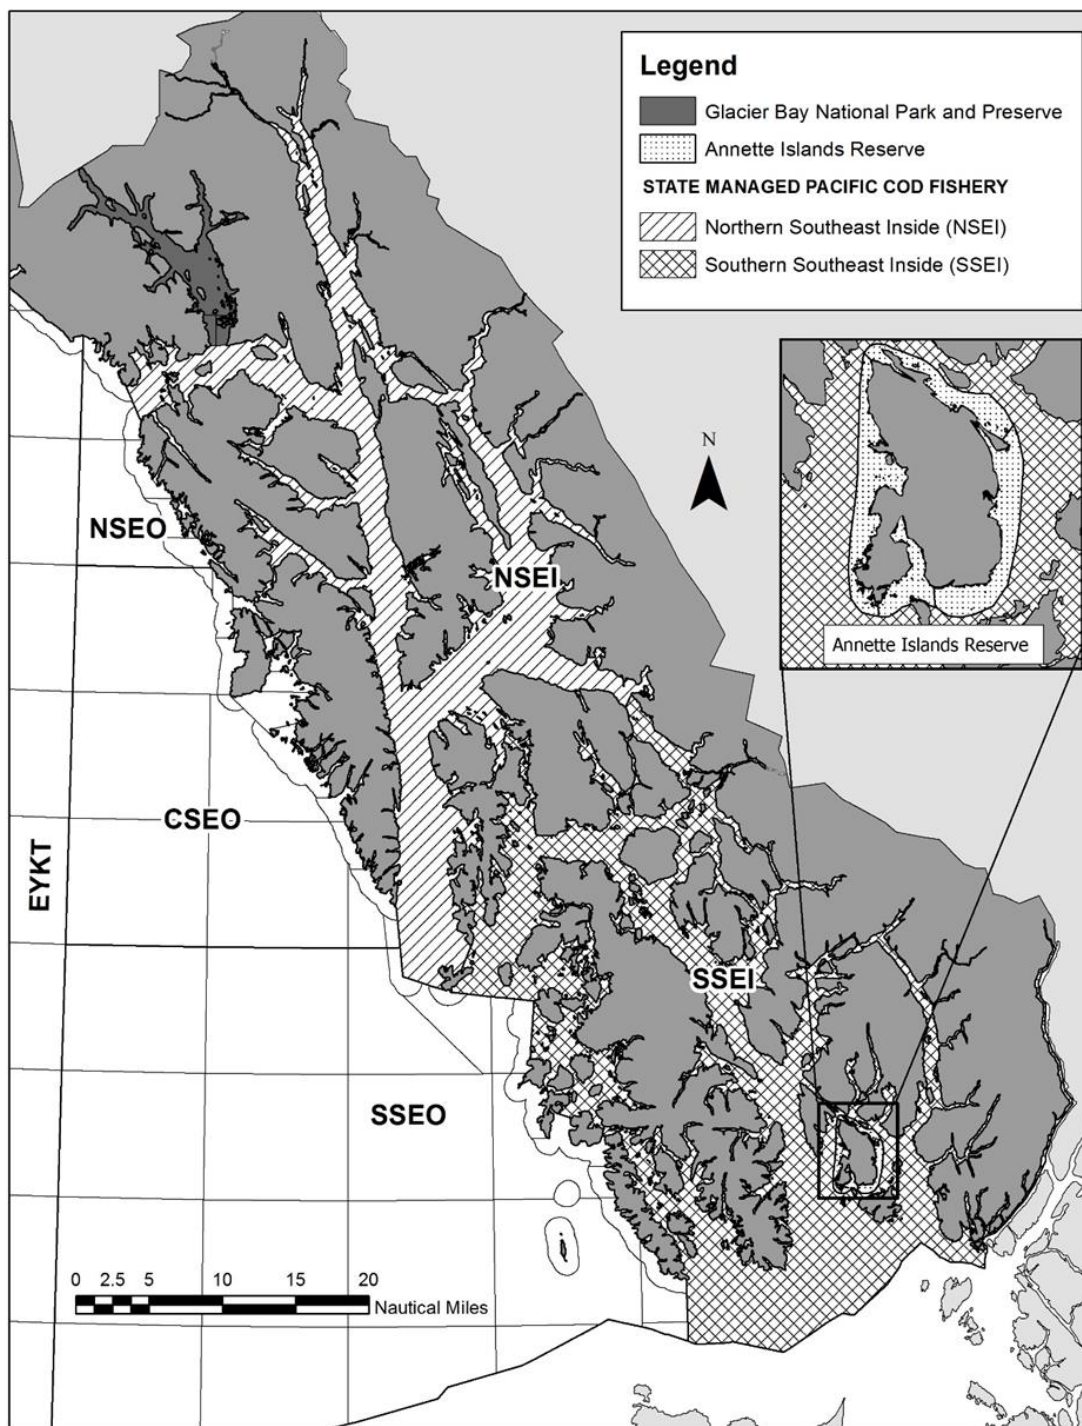 Legend
Glacier Bay National Park and Preserve
Annette Islands Reserve
STATE MANAGED PACIFIC COD FISHERY
Northern Southeast Inside (NSEI)
Southern Southeast Inside (SSEI)
N
NSEO
NSEI
Annette Islands Reserve
CSEO
EYKT
SSEI
SSEO
0 2.5 5 10 15 20
Nautical Miles